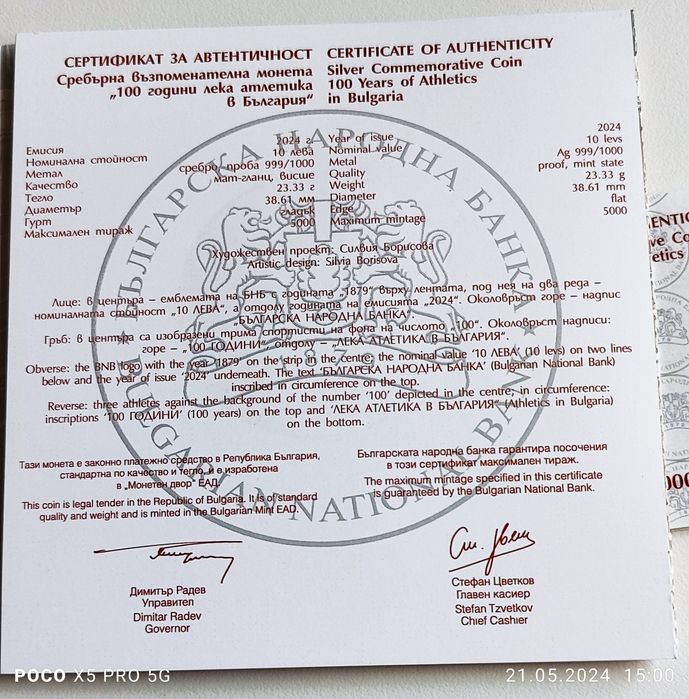 СЕРТИФИКАТ ЗА АВТЕНТИЧНОСТ
Сребърна възпоменателна монета
„100 години лека атлетика
в България“
CERTIFICATE OF AUTHENTICITY
Silver Commemorative Coin
100 Years of Athletics
in Bulgaria
Емисия 2024 г.
Номинална стойност 10 лева
Метал сребро, проба 999/1000
Качество мат-гланц, висше
Тегло 23.33 г
Диаметър 38.61 мм
Гурт гладък
Максимален тираж 5000
Year of issue 2024
Nominal value 10 levs
Metal Ag 999/1000
Quality proof, mint state
Weight 23.33 g
Diameter 38.61 mm
Edge flat
Maximum mintage 5000
Художествен проект: Силвия Борисова
Artistic design: Silvia Borisova
Лице: в центъра – емблемата на БНБ с годината „1879“ върху лентата, под нея на два реда –
номиналната стойност „10 ЛЕВА“, а отдолу годината на емисията „2024“. Околовръст горе – надпис
„БЪЛГАРСКА НАРОДНА БАНКА“.
Гръб: в центъра са изобразени трима спортисти на фона на числото „100“. Околовръст надписи:
горе – „100 ГОДИНИ“, отдолу – „ЛЕКА АТЛЕТИКА В БЪЛГАРИЯ“.
Obverse: the BNB logo with the year '1879' on the strip in the centre; the nominal value '10 ЛЕВА' (10 levs) on two lines
below and the year of issue '2024' underneath. The text 'БЪЛГАРСКА НАРОДНА БАНКА' (Bulgarian National Bank)
inscribed in circumference on the top.
Reverse: three athletes against the background of the number '100' depicted in the centre; in circumference:
inscriptions '100 ГОДИНИ' (100 years) on the top and 'ЛЕКА АТЛЕТИКА В БЪЛГАРИЯ' (Athletics in Bulgaria)
on the bottom.
Тази монета е законно платежно средство в Република България,
стандартна по качество и тегло, и е изработена
в „Монетен двор“ ЕАД.
This coin is legal tender in the Republic of Bulgaria. It is of standard
quality and weight and is minted in the Bulgarian Mint EAD.
Българската народна банка гарантира посочения
в този сертификат максимален тираж.
The maximum mintage specified in this certificate
is guaranteed by the Bulgarian National Bank.
Димитър Радев
Управител
Dimitar Radev
Governor
Стефан Цветков
Главен касиер
Stefan Tzvetkov
Chief Cashier
БЪЛГАРСКА НАРОДНА БАНКА
BULGARIAN NATIONAL BANK
POCO X5 PRO 5G
21.05.2024 15:00